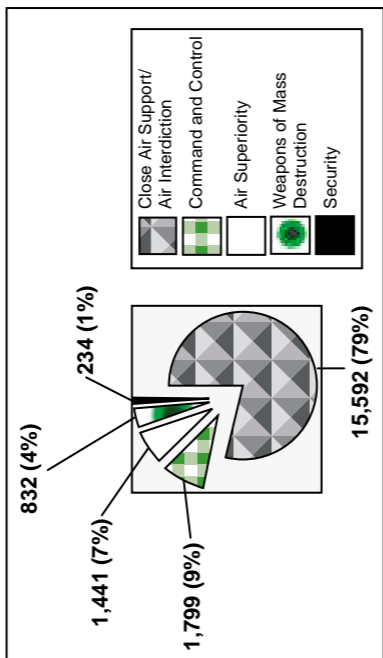 234 (1%)
832 (4%)
1,441 (7%)
1,799 (9%)
15,592 (79%)
Close Air Support/
Air Interdiction
Command and Control
Air Superiority
Weapons of Mass
Destruction
Security